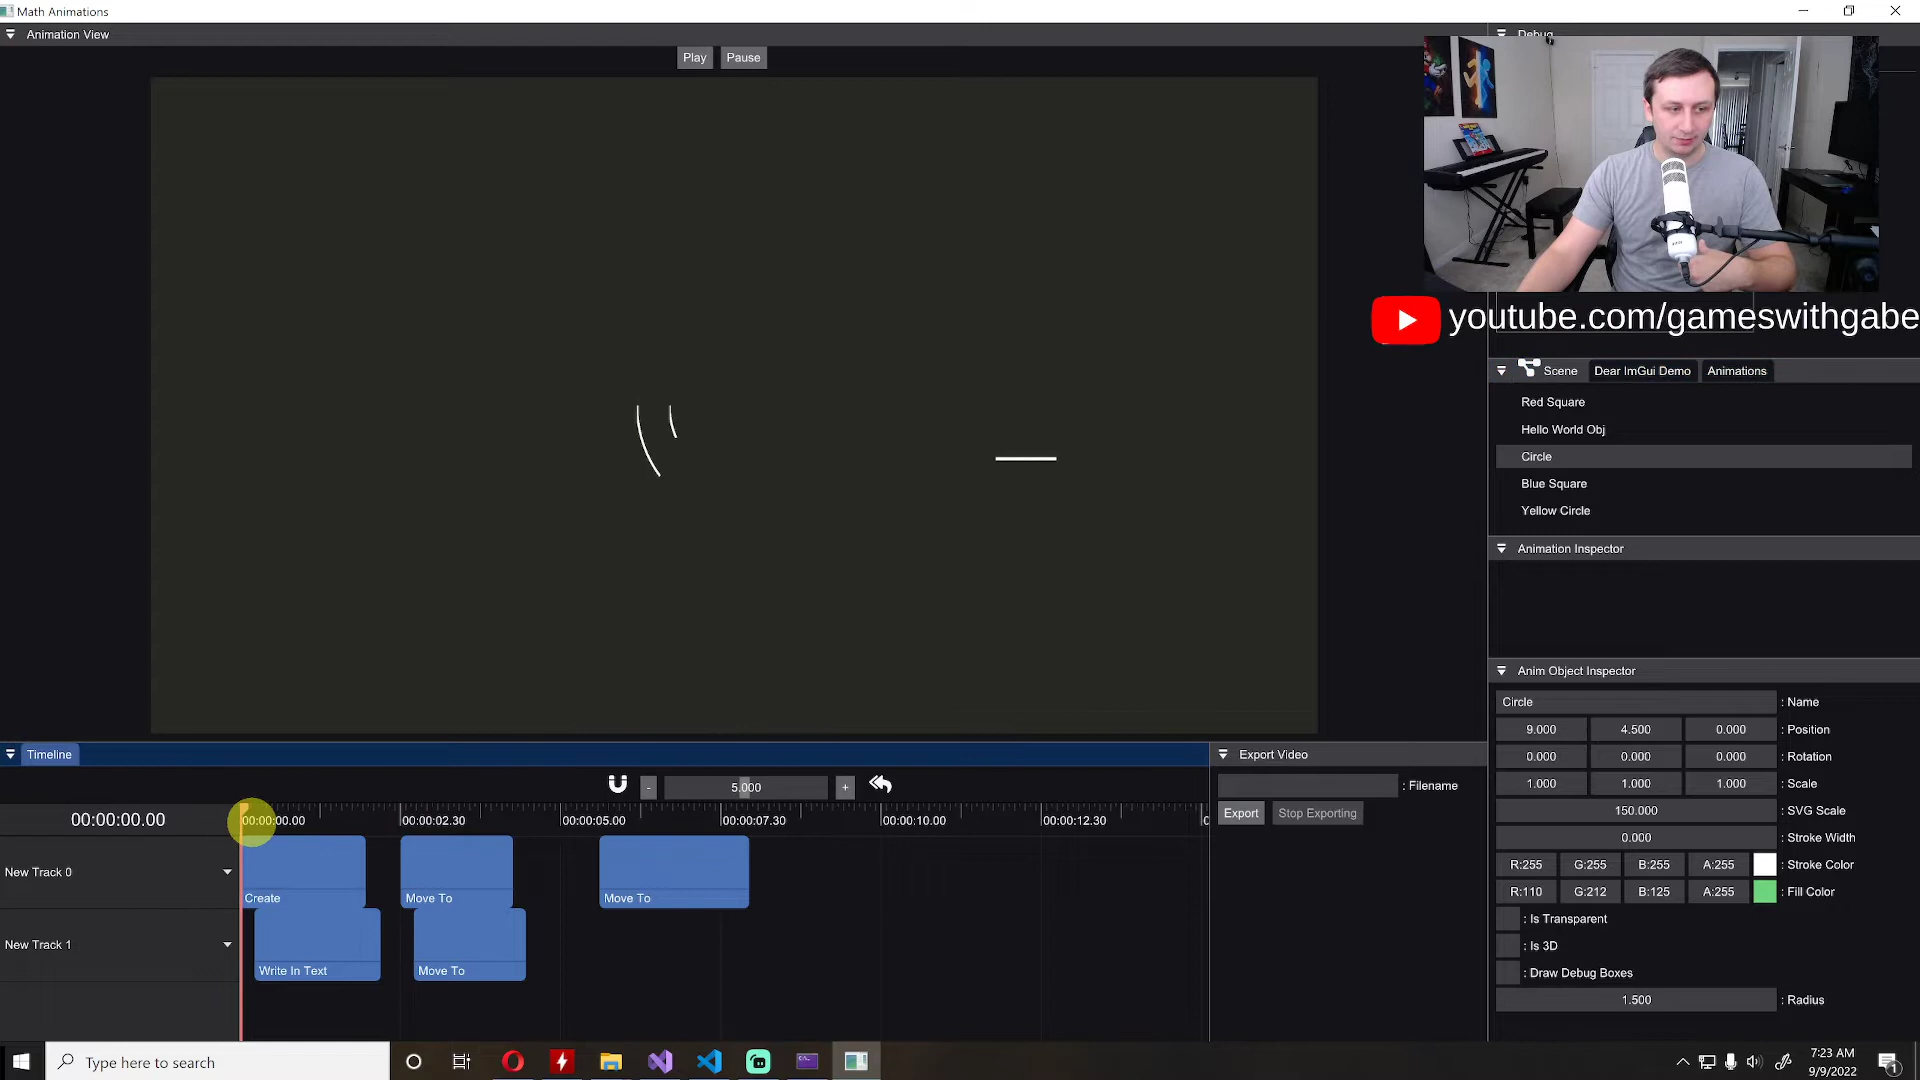 Math Animations
Animation View
Debug
Play Pause
youtube.com/gameswithgabe
Scene Dear ImGui Demo Animations
Red Square
Hello World Obj
Circle
Blue Square
Yellow Circle
Animation Inspector
Anim Object Inspector
Circle : Name
9.000 4.500 0.000 : Position
0.000 0.000 0.000 : Rotation
1.000 1.000 1.000 : Scale
150.000 : SVG Scale
0.000 : Stroke Width
R:255 G:255 B:255 A:255 : Stroke Color
R:110 G:212 B:125 A:255 : Fill Color
: Is Transparent
: Is 3D
: Draw Debug Boxes
1.500 : Radius
Timeline
- 5.000 +
00:00:00.00
00:00:00.00 00:00:02.30 00:00:05.00 00:00:07.30 00:00:10.00 00:00:12.30
New Track 0
Create Move To Move To
New Track 1
Write In Text Move To
Export Video
: Filename
Export Stop Exporting
Type here to search
7:23 AM
9/9/2022
1